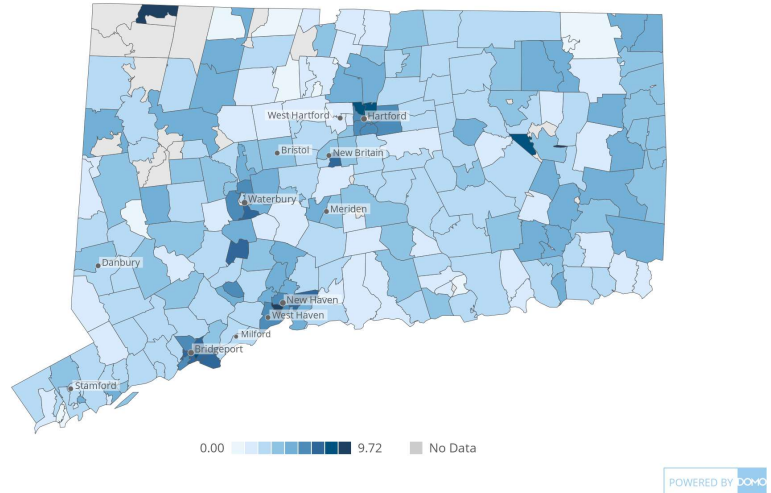 West Hartford
Hartford
Bristol
New Britain
Waterbury
Meriden
Danbury
New Haven
West Haven
Milford
Bridgeport
Stamford
0.00
9.72
No Data
POWERED BY DOMO